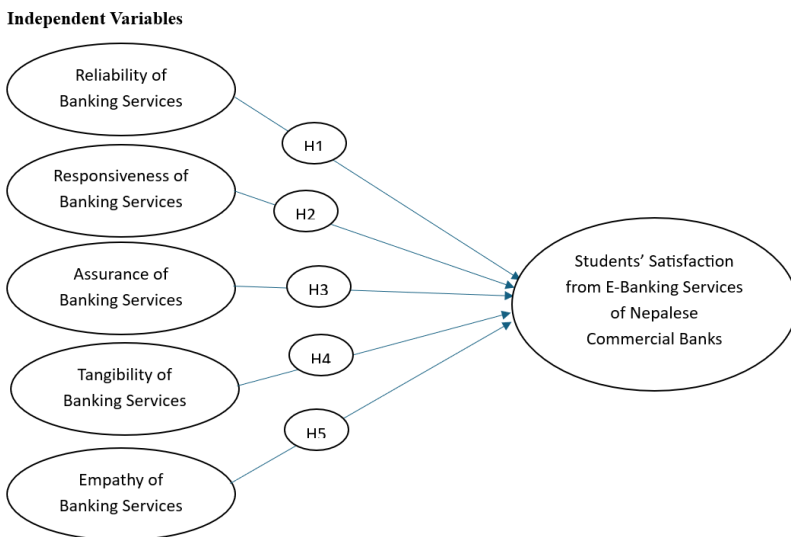 Independent Variables
Reliability of
Banking Services
H1
Responsiveness of
Banking Services
H2
Assurance of
Banking Services
H3
Tangibility of
Banking Services
H4
Empathy of
Banking Services
H5
Students’ Satisfaction
from E-Banking Services
of Nepalese
Commercial Banks